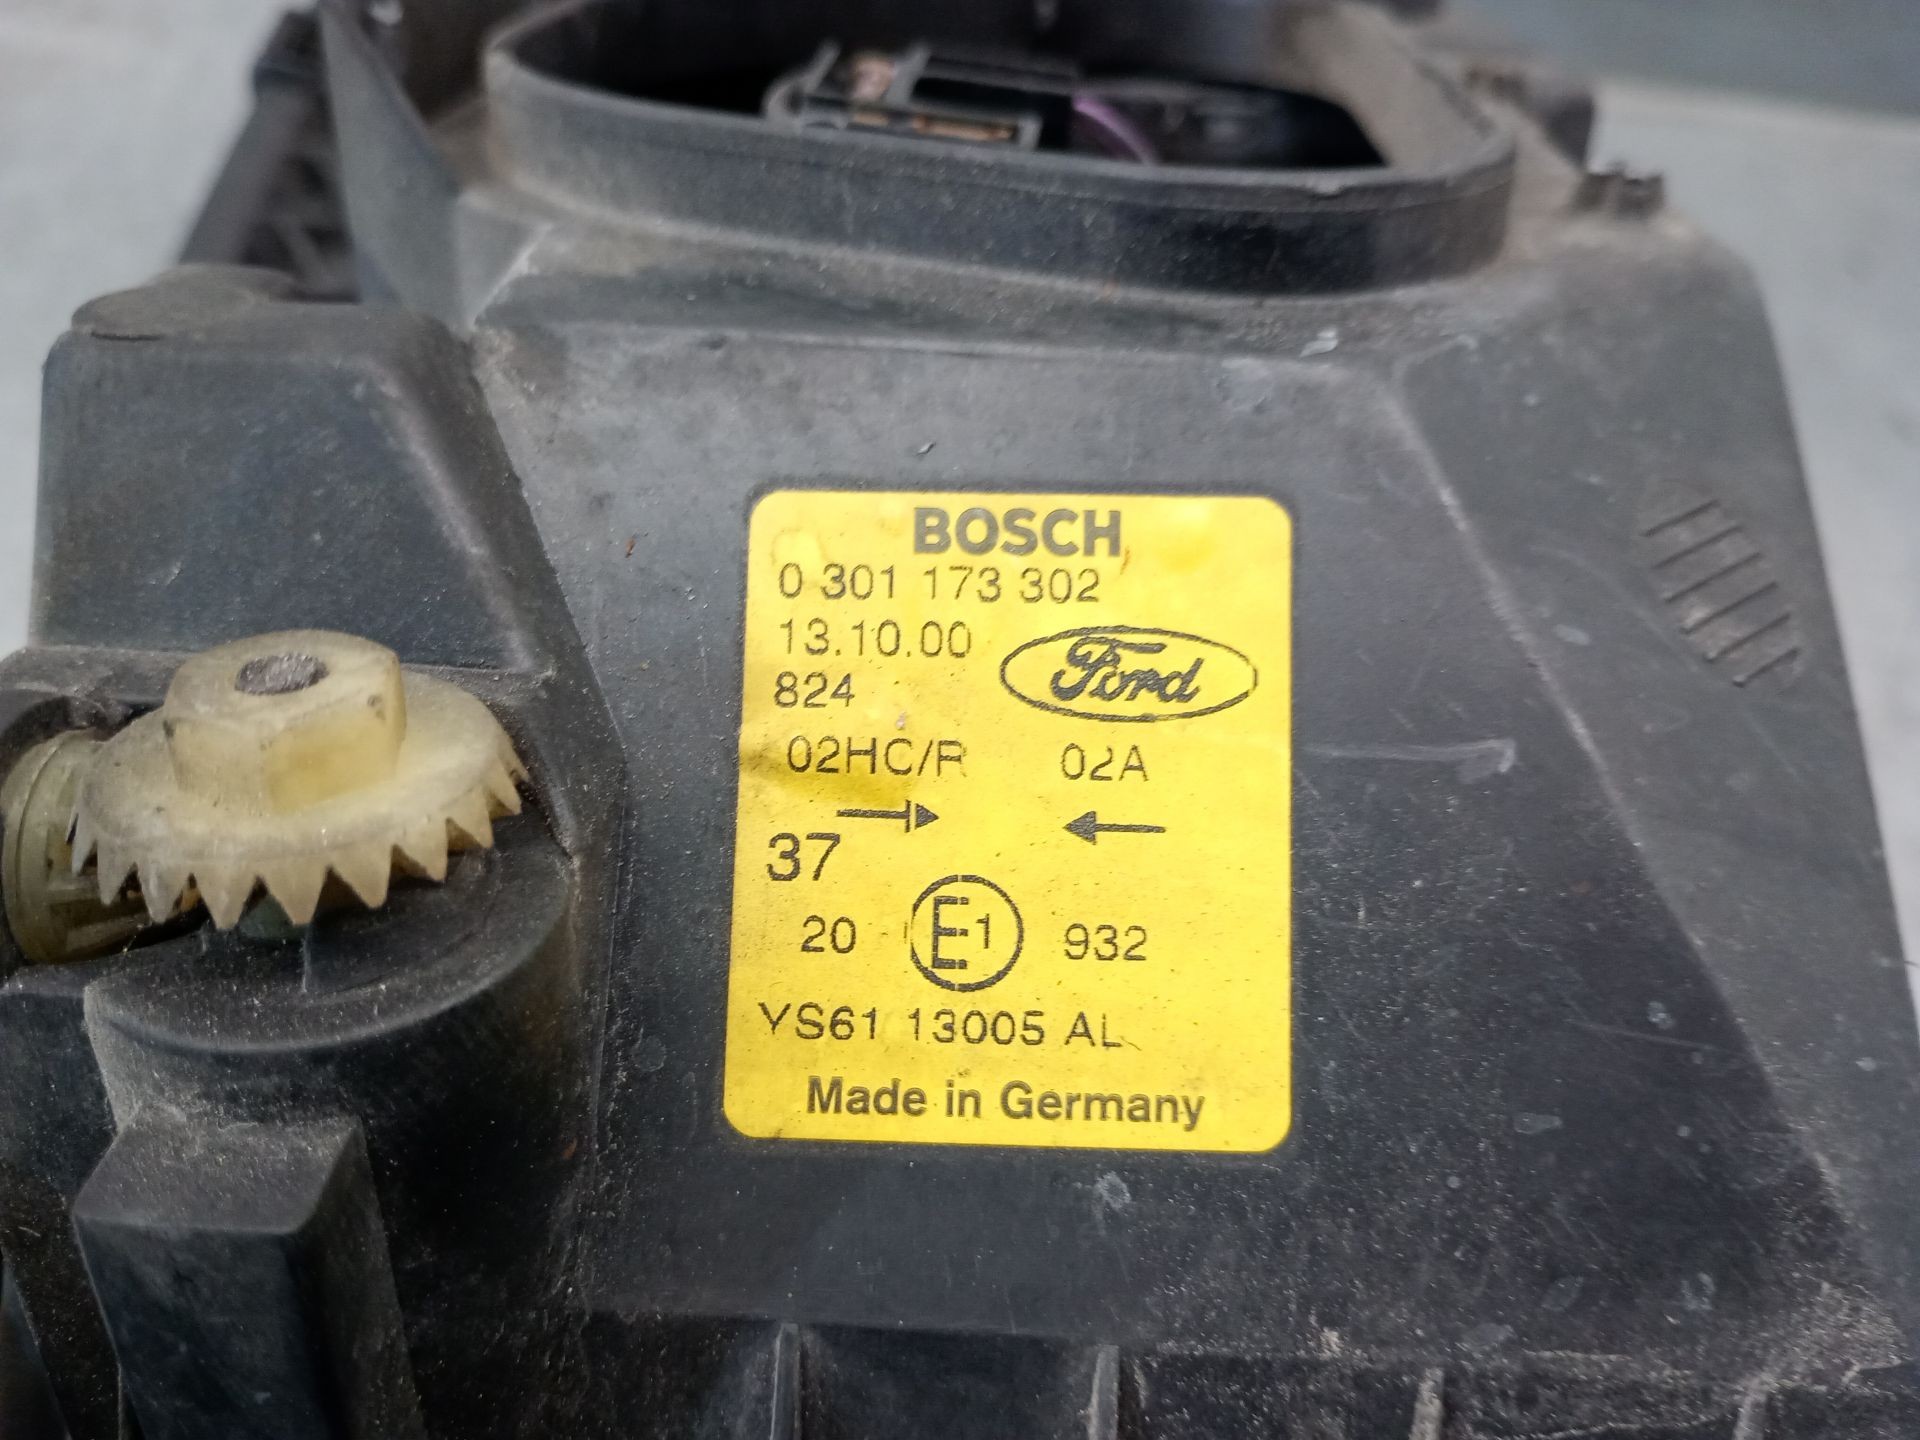 BOSCH
0 301 173 302
13.10.00
Ford
824
02HC/R 02A
37
20 E1 932
YS61 13005 AL
Made in Germany